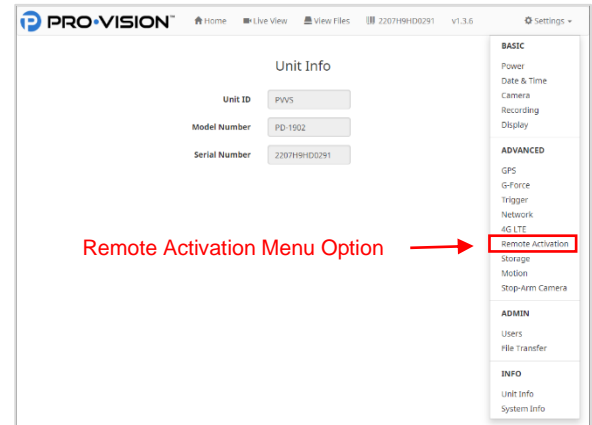 PRO•VISION™ Home Live View View Files 2207H9HD0291 v1.3.6 Settings
Unit Info
Unit ID PVVS
Model Number PD-1902
Serial Number 2207H9HD0291
Remote Activation Menu Option
BASIC
Power
Date & Time
Camera
Recording
Display
ADVANCED
GPS
G-Force
Trigger
Network
4G LTE
Remote Activation
Storage
Motion
Stop-Arm Camera
ADMIN
Users
File Transfer
INFO
Unit Info
System Info